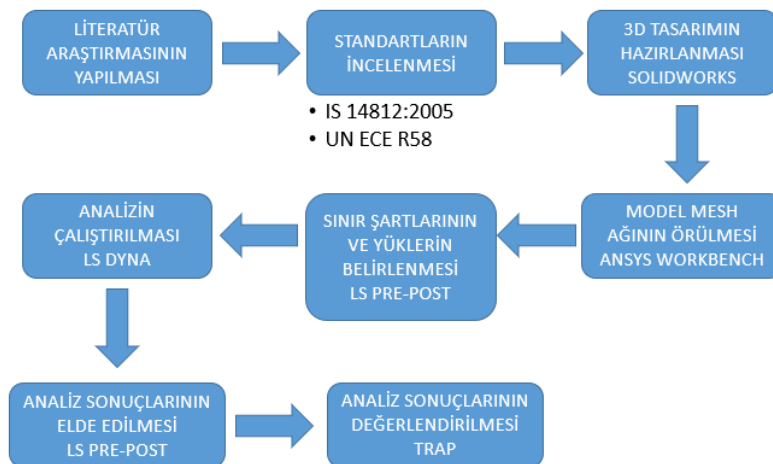 LİTERATÜR
ARAŞTIRMASININ
YAPILMASI
STANDARTLARIN
İNCELENMESİ
• IS 14812:2005
• UN ECE R58
3D TASARIMIN
HAZIRLANMASI
SOLIDWORKS
MODEL MESH
AĞININ ÖRÜLMESİ
ANSYS WORKBENCH
SINIR ŞARTLARININ
VE YÜKLERİN
BELİRLENMESİ
LS PRE-POST
ANALİZİN
ÇALIŞTIRILMASI
LS DYNA
ANALİZ SONUÇLARININ
ELDE EDİLMESİ
LS PRE-POST
ANALİZ SONUÇLARININ
DEĞERLENDİRİLMESİ
TRAP